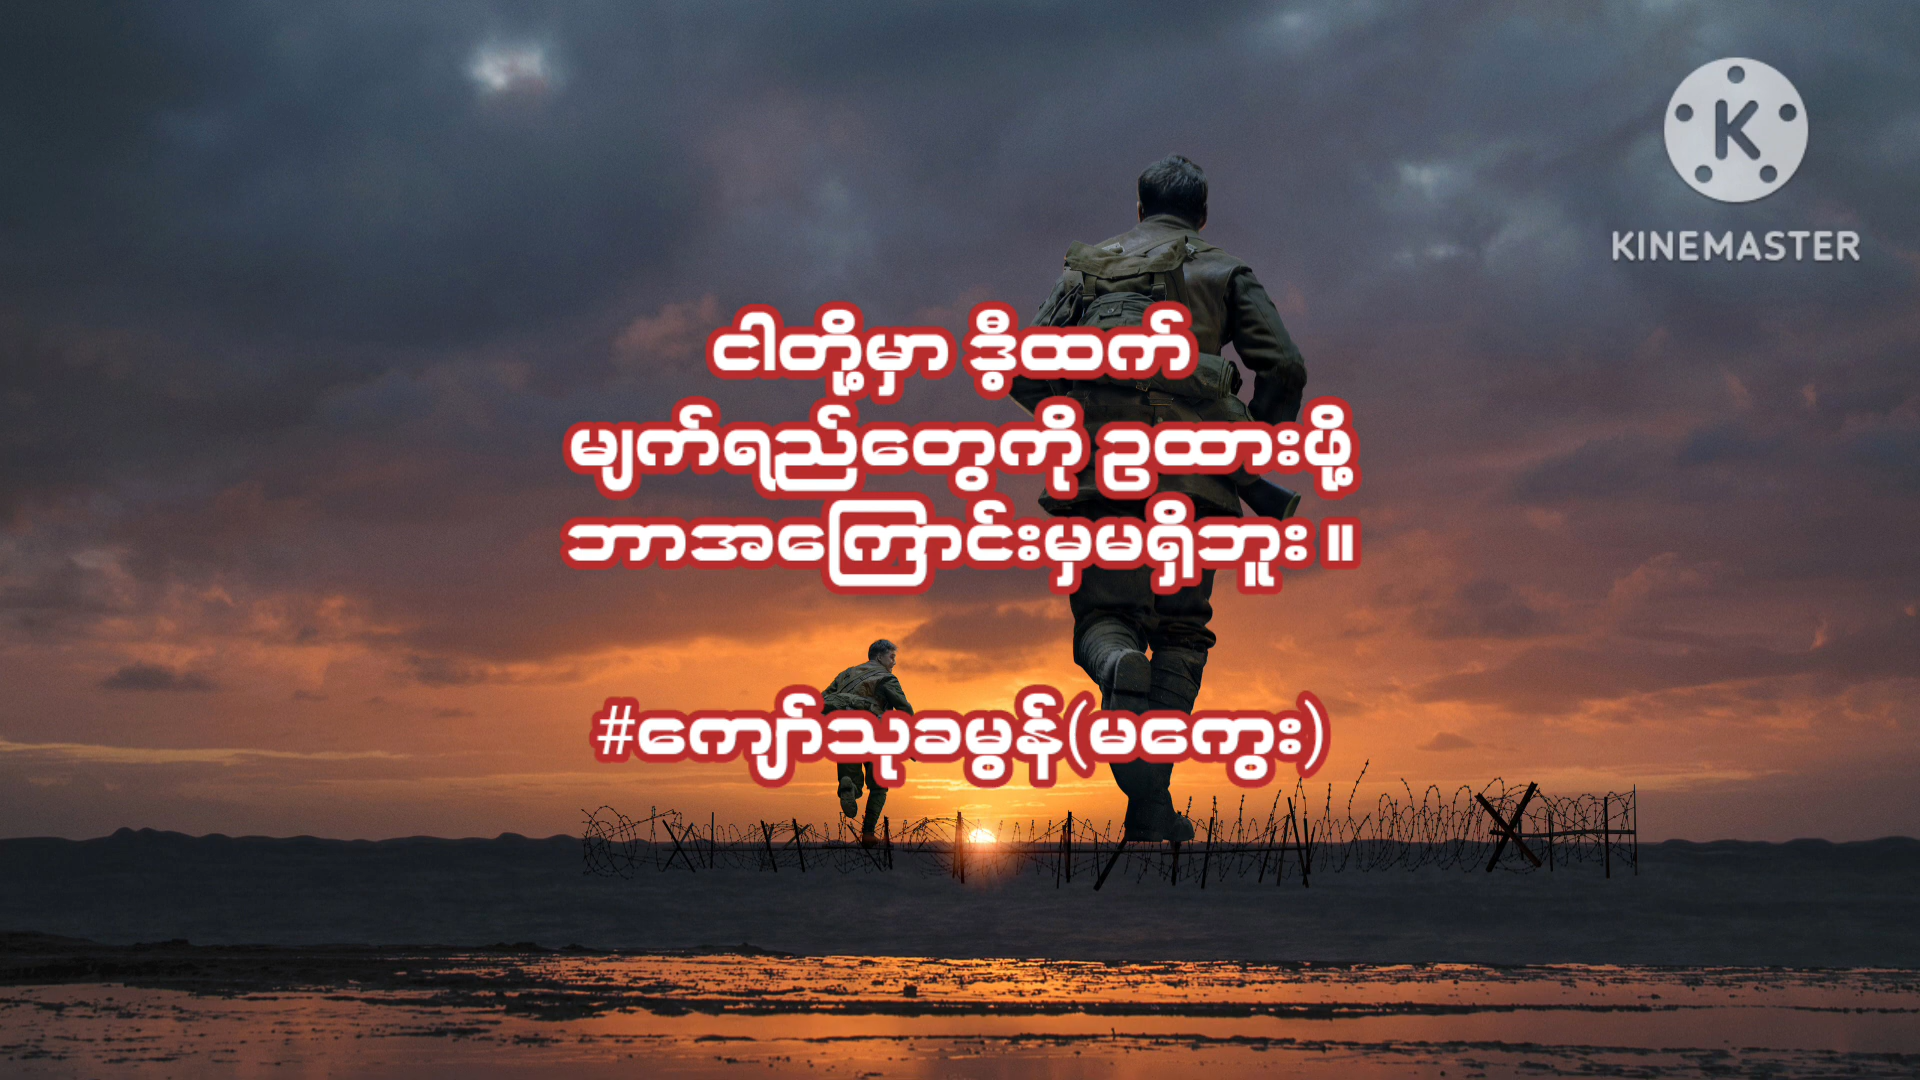 ငါတို့မှာ ဒီ့ထက်
မျက်ရည်တွေကို ဥထားဖို့
ဘာအကြောင်းမှမရှိဘူး ။
#ကျော်သုခမွန်(မကွေး)
K
KINEMASTER